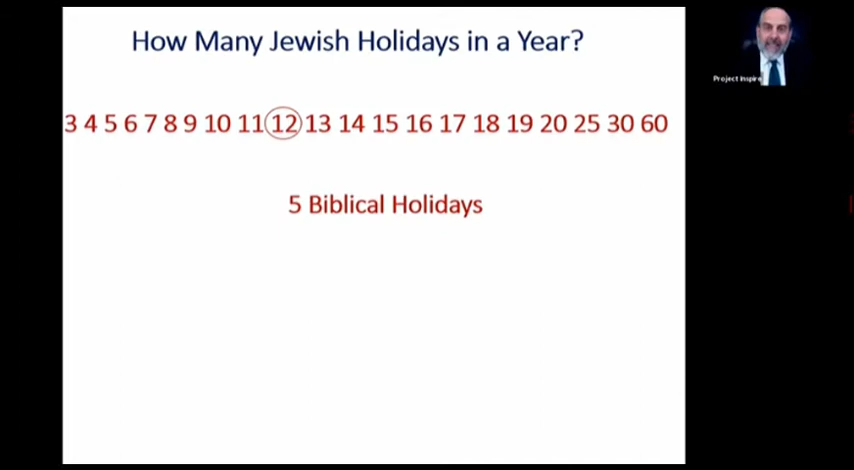 How Many Jewish Holidays in a Year?
Project Inspire
3 4 5 6 7 8 9 10 11 12 13 14 15 16 17 18 19 20 25 30 60
5 Biblical Holidays